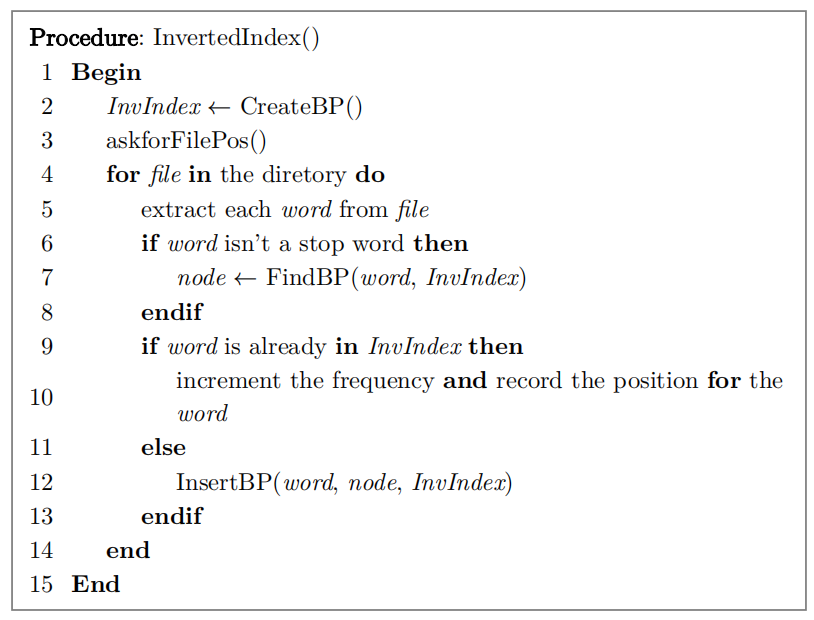 Procedure: InvertedIndex()
1 Begin
2 InvIndex ← CreateBP()
3 askforFilePos()
4 for file in the diretory do
5 extract each word from file
6 if word isn't a stop word then
7 node ← FindBP(word, InvIndex)
8 endif
9 if word is already in InvIndex then
10 increment the frequency and record the position for the
word
11 else
12 InsertBP(word, node, InvIndex)
13 endif
14 end
15 End